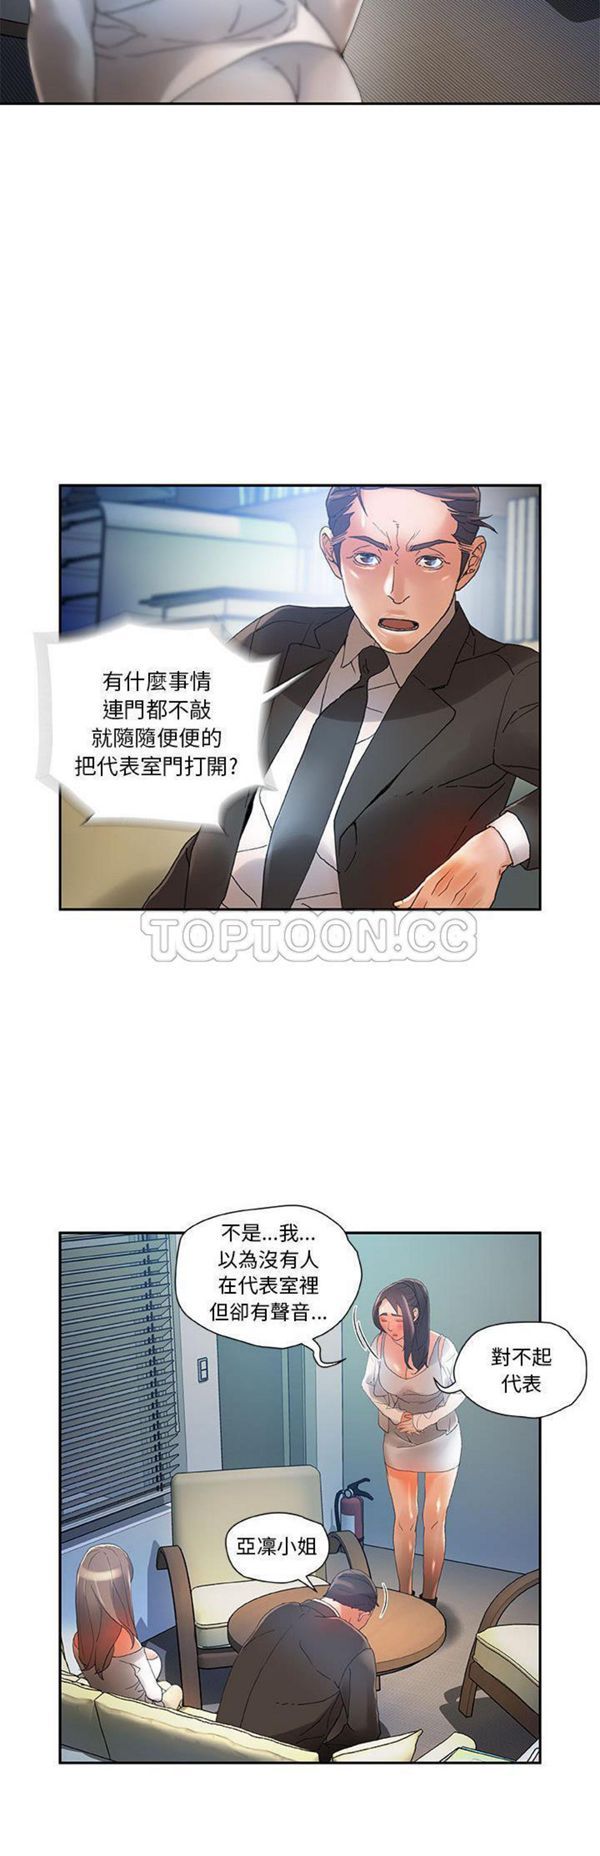 有什麼事情
連門都不敲
就隨隨便便的
把代表室門打開?
TOPTOON.CC
不是...我...
以為沒有人
在代表室裡
但卻有聲音...
對不起
代表
亞凜小姐